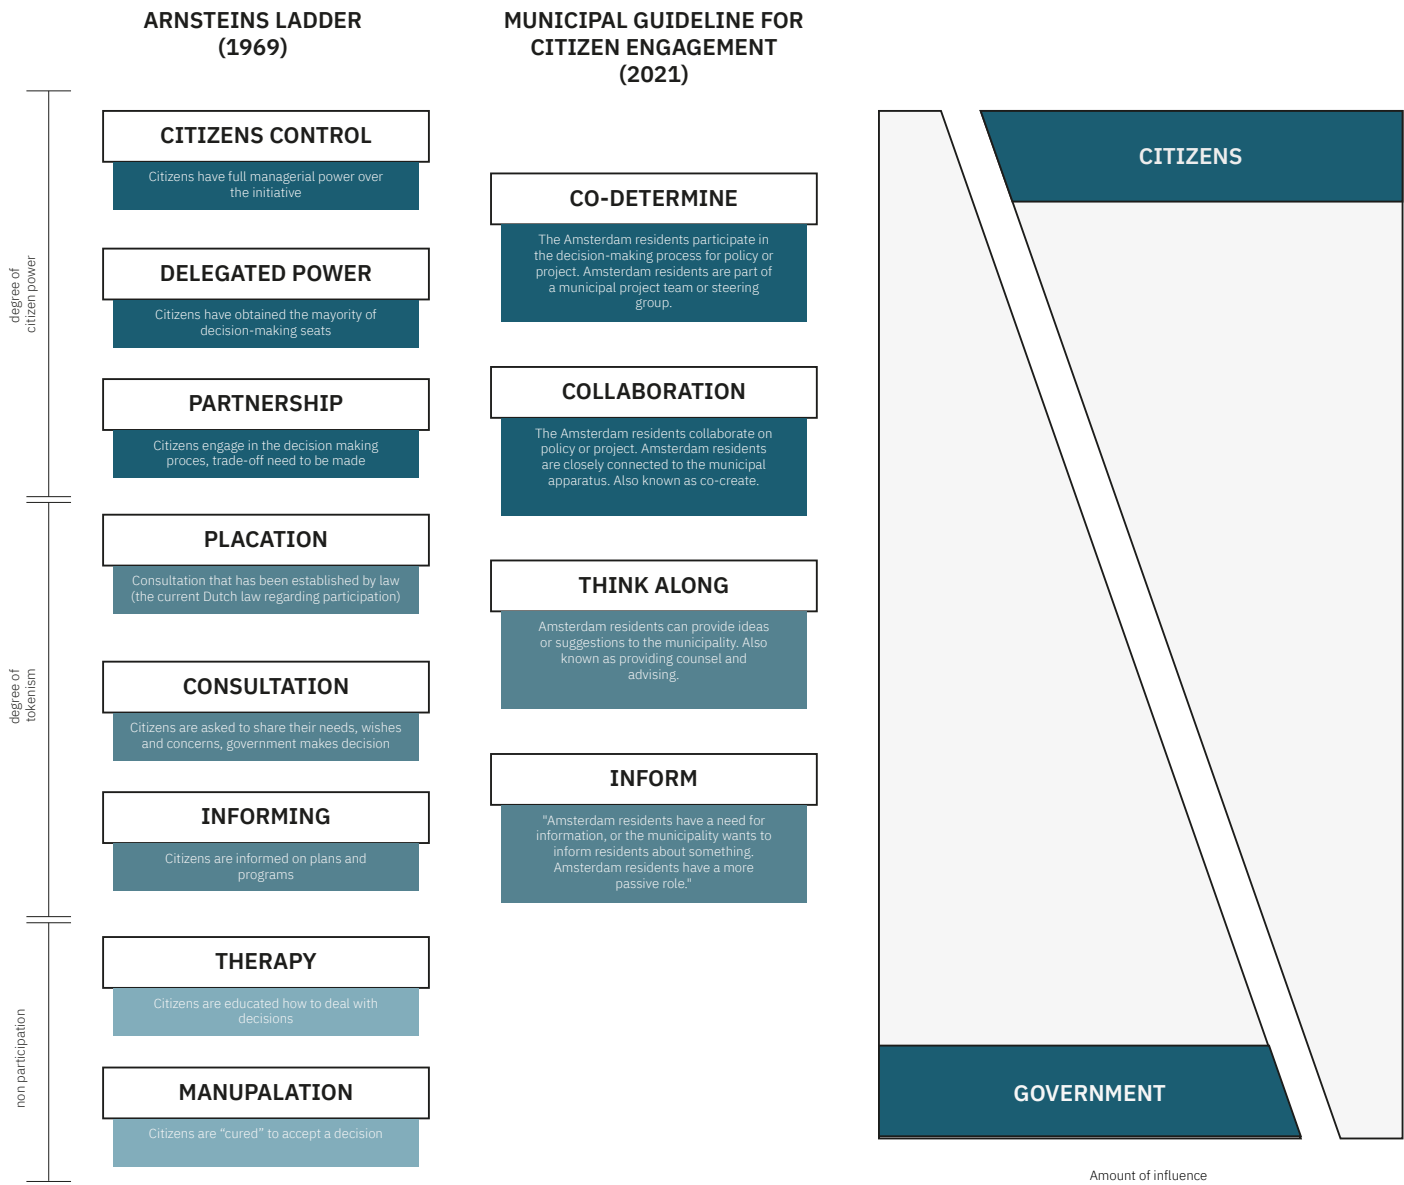 ARNSTEINS LADDER
(1969)
degree of
citizen power
CITIZENS CONTROL
Citizens have full managerial power over
the initiative
DELEGATED POWER
Citizens have obtained the mayority of
decision-making seats
PARTNERSHIP
Citizens engage in the decision making
proces, trade-off need to be made
degree of
tokenism
PLACATION
Consultation that has been established by law
(the current Dutch law regarding participation)
CONSULTATION
Citizens are asked to share their needs, wishes
and concerns, government makes decision
INFORMING
Citizens are informed on plans and
programs
non participation
THERAPY
Citizens are educated how to deal with
decisions
MANUPALATION
Citizens are “cured” to accept a decision
MUNICIPAL GUIDELINE FOR
CITIZEN ENGAGEMENT
(2021)
CO-DETERMINE
The Amsterdam residents participate in
the decision-making process for policy or
project. Amsterdam residents are part of
a municipal project team or steering
group.
COLLABORATION
The Amsterdam residents collaborate on
policy or project. Amsterdam residents
are closely connected to the municipal
apparatus. Also known as co-create.
THINK ALONG
Amsterdam residents can provide ideas
or suggestions to the municipality. Also
known as providing counsel and
advising.
INFORM
"Amsterdam residents have a need for
information, or the municipality wants to
inform residents about something.
Amsterdam residents have a more
passive role."
CITIZENS
GOVERNMENT
Amount of influence